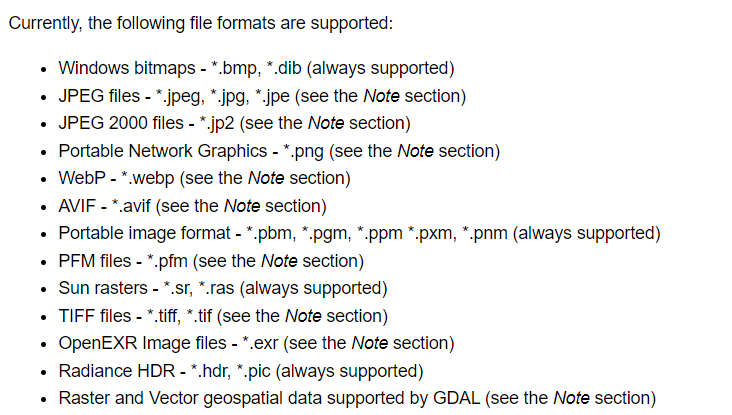 Currently, the following file formats are supported:
• Windows bitmaps - *.bmp, *.dib (always supported)
• JPEG files - *.jpeg, *.jpg, *.jpe (see the Note section)
• JPEG 2000 files - *.jp2 (see the Note section)
• Portable Network Graphics - *.png (see the Note section)
• WebP - *.webp (see the Note section)
• AVIF - *.avif (see the Note section)
• Portable image format - *.pbm, *.pgm, *.ppm *.pxm, *.pnm (always supported)
• PFM files - *.pfm (see the Note section)
• Sun rasters - *.sr, *.ras (always supported)
• TIFF files - *.tiff, *.tif (see the Note section)
• OpenEXR Image files - *.exr (see the Note section)
• Radiance HDR - *.hdr, *.pic (always supported)
• Raster and Vector geospatial data supported by GDAL (see the Note section)